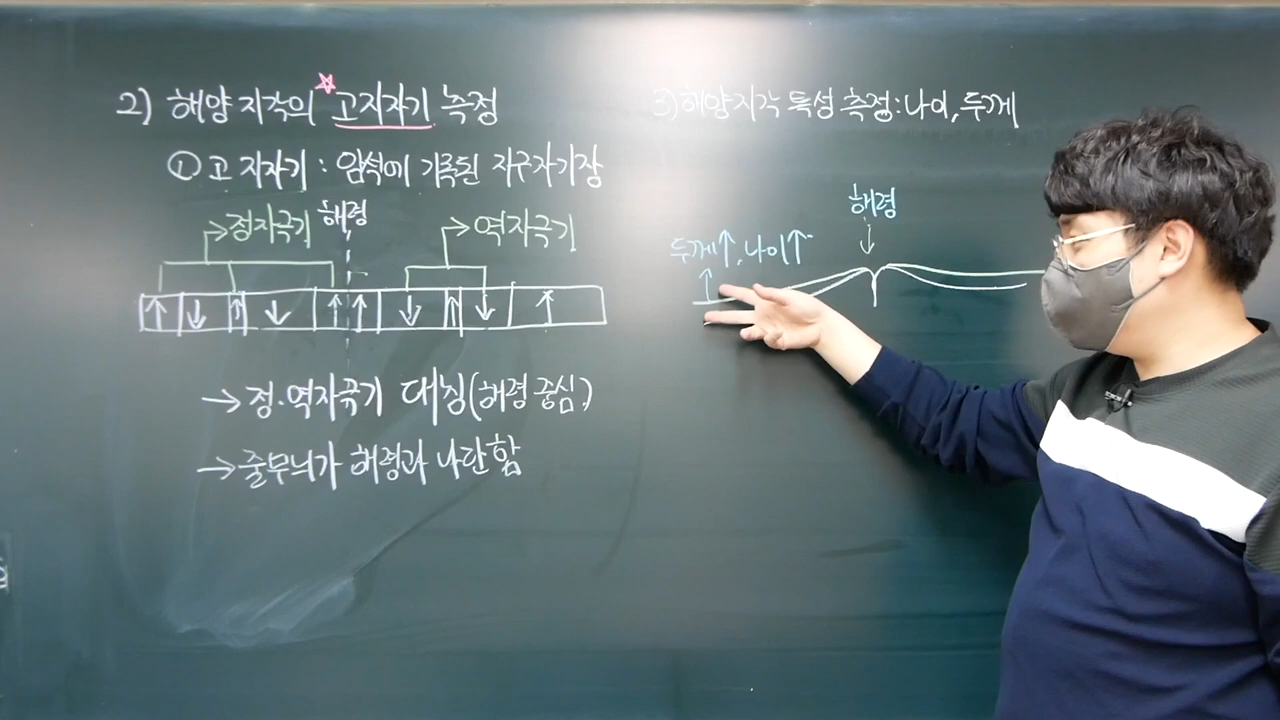 2) 해양 지각의 ☆고지자기 측정
① 고 지자기 : 암석에 기록된 지구자기장
→정자극기 해령 →역자극기
↑ ↓ ↑ ↓ ↑ ↑ ↓ ↑ ↓ ↑
→ 정·역자극기 대칭(해령 중심)
→ 줄무늬가 해령과 나란함
3) 해양지각 특성 측정 : 나이, 두께
해령
↓
두께↑, 나이↑
↑